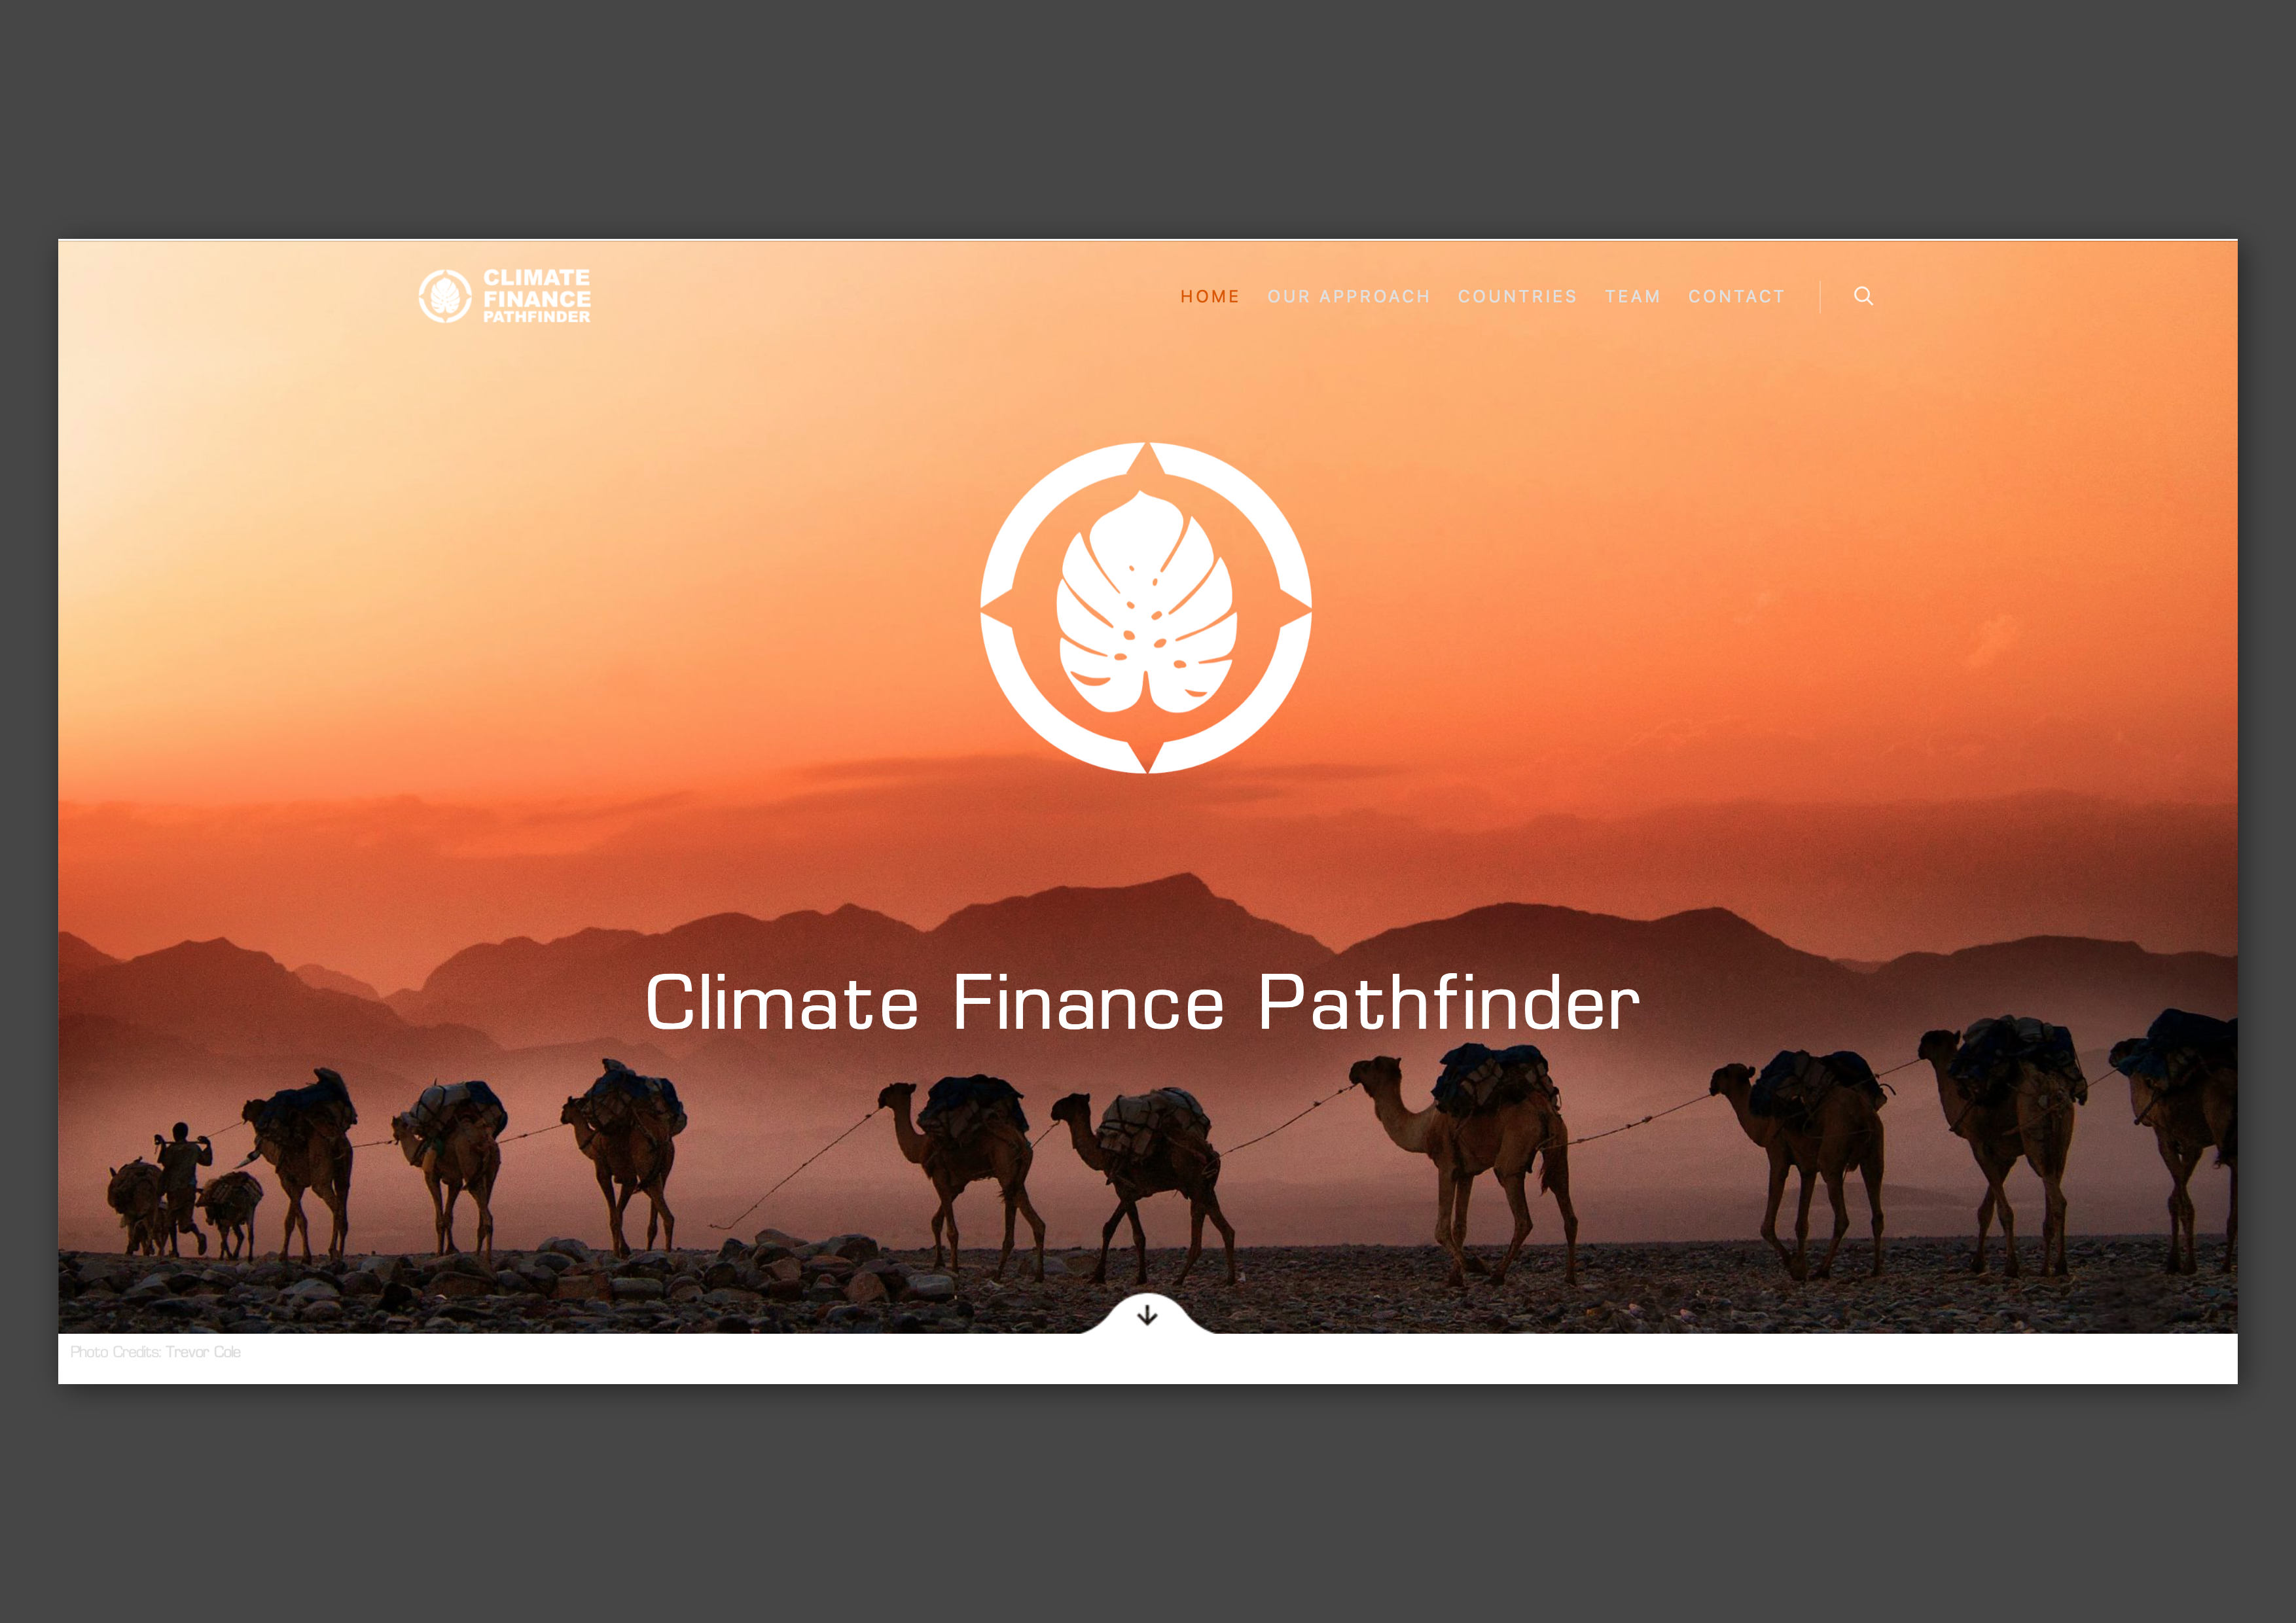 CLIMATE
FINANCE
PATHFINDER
HOME OUR APPROACH COUNTRIES TEAM CONTACT
Climate Finance Pathfinder
Photo Credits: Trevor Cole